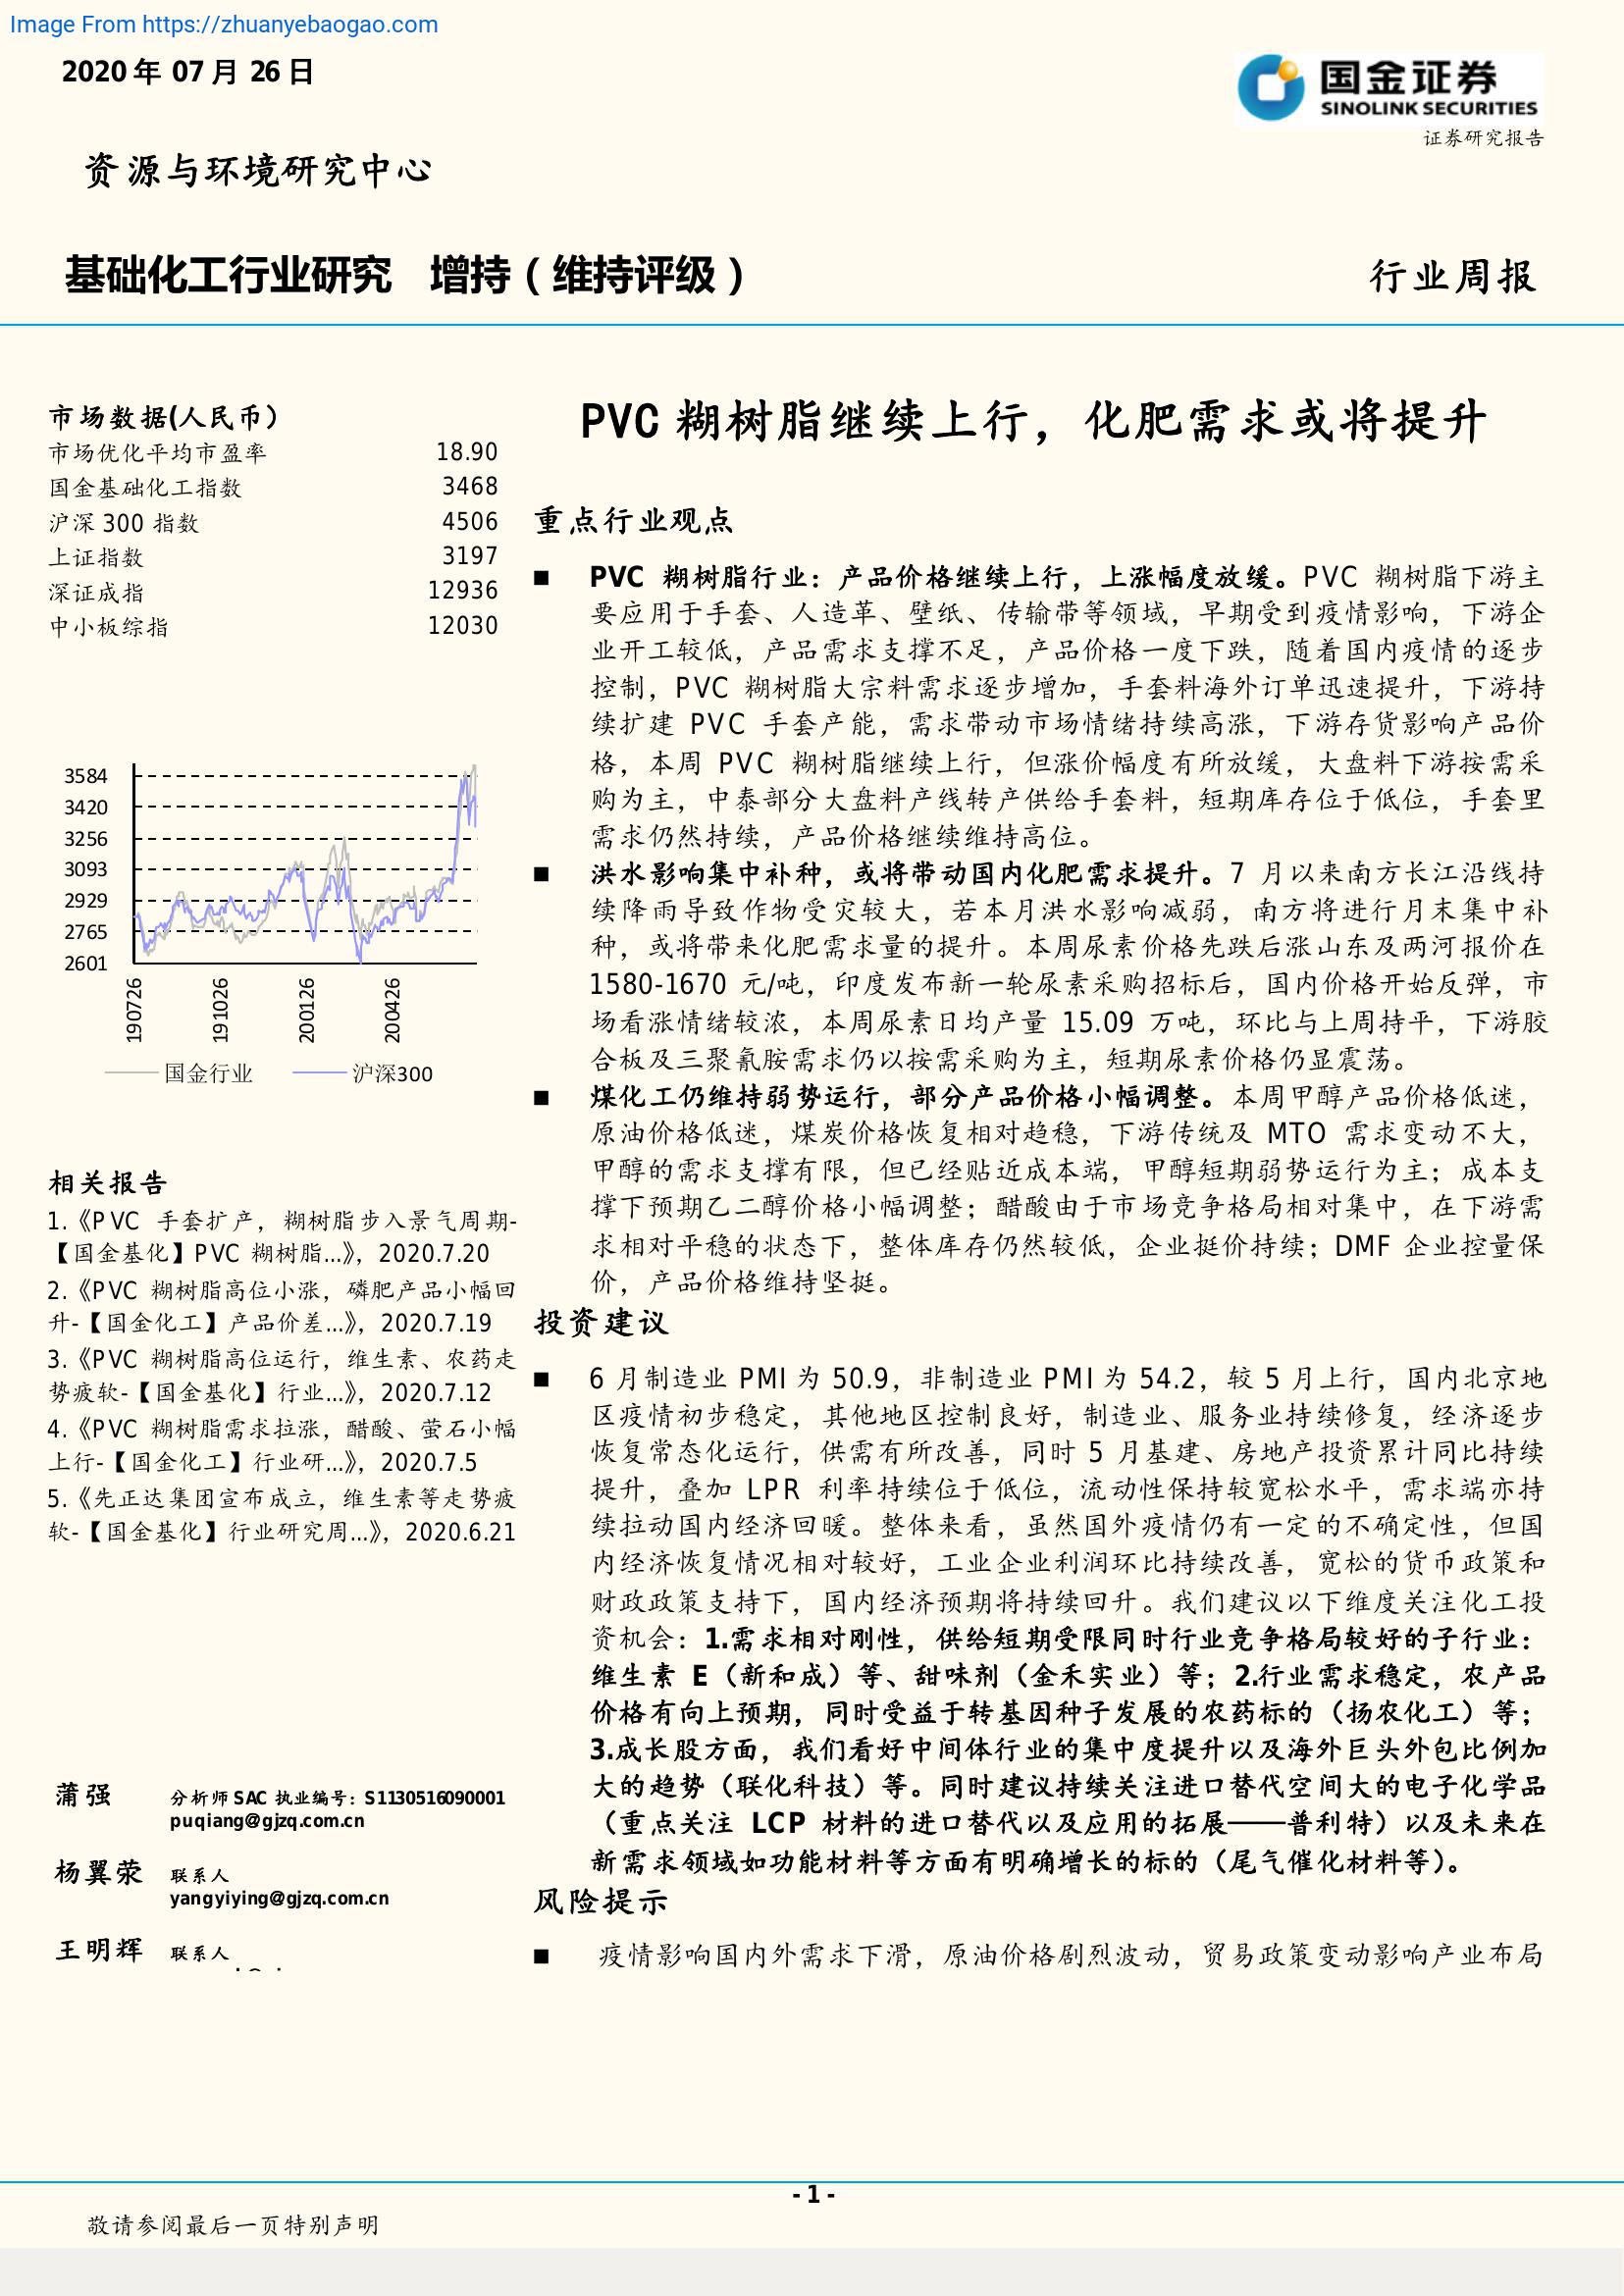 Image From https://zhuanyebaogao.com
2020 年 07 月 26 日
国金证券
SINOLINK SECURITIES
证券研究报告
资源与环境研究中心
基础化工行业研究 增持（维持评级）
行业周报
市场数据(人民币）
市场优化平均市盈率 18.90
国金基础化工指数 3468
沪深 300 指数 4506
上证指数 3197
深证成指 12936
中小板综指 12030
3584
3420
3256
3093
2929
2765
2601
190726
191026
200126
200426
国金行业
沪深300
相关报告
1.《PVC 手套扩产，糊树脂步入景气周期-
【国金基化】PVC 糊树脂...》，2020.7.20
2.《PVC 糊树脂高位小涨，磷肥产品小幅回
升-【国金化工】产品价差...》，2020.7.19
3.《PVC 糊树脂高位运行，维生素、农药走
势疲软-【国金基化】行业...》，2020.7.12
4.《PVC 糊树脂需求拉涨，醋酸、萤石小幅
上行-【国金化工】行业研...》，2020.7.5
5.《先正达集团宣布成立，维生素等走势疲
软-【国金基化】行业研究周...》，2020.6.21
蒲强 分析师 SAC 执业编号：S1130516090001
puqiang@gjzq.com.cn
杨翼荥 联系人
yangyiying@gjzq.com.cn
王明辉 联系人
PVC 糊树脂继续上行，化肥需求或将提升
重点行业观点
■ PVC 糊树脂行业：产品价格继续上行，上涨幅度放缓。PVC 糊树脂下游主
要应用于手套、人造革、壁纸、传输带等领域，早期受到疫情影响，下游企
业开工较低，产品需求支撑不足，产品价格一度下跌，随着国内疫情的逐步
控制，PVC 糊树脂大宗料需求逐步增加，手套料海外订单迅速提升，下游持
续扩建 PVC 手套产能，需求带动市场情绪持续高涨，下游存货影响产品价
格，本周 PVC 糊树脂继续上行，但涨价幅度有所放缓，大盘料下游按需采
购为主，中泰部分大盘料产线转产供给手套料，短期库存位于低位，手套里
需求仍然持续，产品价格继续维持高位。
■ 洪水影响集中补种，或将带动国内化肥需求提升。7 月以来南方长江沿线持
续降雨导致作物受灾较大，若本月洪水影响减弱，南方将进行月末集中补
种，或将带来化肥需求量的提升。本周尿素价格先跌后涨山东及两河报价在
1580-1670 元/吨，印度发布新一轮尿素采购招标后，国内价格开始反弹，市
场看涨情绪较浓，本周尿素日均产量 15.09 万吨，环比与上周持平，下游胶
合板及三聚氰胺需求仍以按需采购为主，短期尿素价格仍显震荡。
■ 煤化工仍维持弱势运行，部分产品价格小幅调整。本周甲醇产品价格低迷，
原油价格低迷，煤炭价格恢复相对趋稳，下游传统及 MTO 需求变动不大，
甲醇的需求支撑有限，但已经贴近成本端，甲醇短期弱势运行为主；成本支
撑下预期乙二醇价格小幅调整；醋酸由于市场竞争格局相对集中，在下游需
求相对平稳的状态下，整体库存仍然较低，企业挺价持续；DMF 企业控量保
价，产品价格维持坚挺。
投资建议
■ 6 月制造业 PMI 为 50.9，非制造业 PMI 为 54.2，较 5 月上行，国内北京地
区疫情初步稳定，其他地区控制良好，制造业、服务业持续修复，经济逐步
恢复常态化运行，供需有所改善，同时 5 月基建、房地产投资累计同比持续
提升，叠加 LPR 利率持续位于低位，流动性保持较宽松水平，需求端亦持
续拉动国内经济回暖。整体来看，虽然国外疫情仍有一定的不确定性，但国
内经济恢复情况相对较好，工业企业利润环比持续改善，宽松的货币政策和
财政政策支持下，国内经济预期将持续回升。我们建议以下维度关注化工投
资机会：1.需求相对刚性，供给短期受限同时行业竞争格局较好的子行业：
维生素 E（新和成）等、甜味剂（金禾实业）等；2.行业需求稳定，农产品
价格有向上预期，同时受益于转基因种子发展的农药标的（扬农化工）等；
3.成长股方面，我们看好中间体行业的集中度提升以及海外巨头外包比例加
大的趋势（联化科技）等。同时建议持续关注进口替代空间大的电子化学品
（重点关注 LCP 材料的进口替代以及应用的拓展——普利特）以及未来在
新需求领域如功能材料等方面有明确增长的标的（尾气催化材料等）。
风险提示
■ 疫情影响国内外需求下滑，原油价格剧烈波动，贸易政策变动影响产业布局
- 1 -
敬请参阅最后一页特别声明